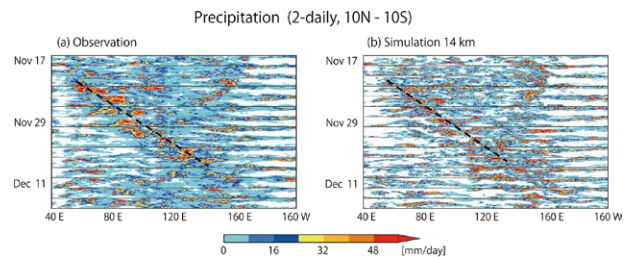 Precipitation (2-daily, 10N - 10S)
(a) Observation
(b) Simulation 14 km
Nov 17
Nov 29
Dec 11
40 E 80 E 120 E 160 E 160 W
Nov 17
Nov 29
Dec 11
40 E 80 E 120 E 160 E 160 W
0 16 32 48 [mm/day]